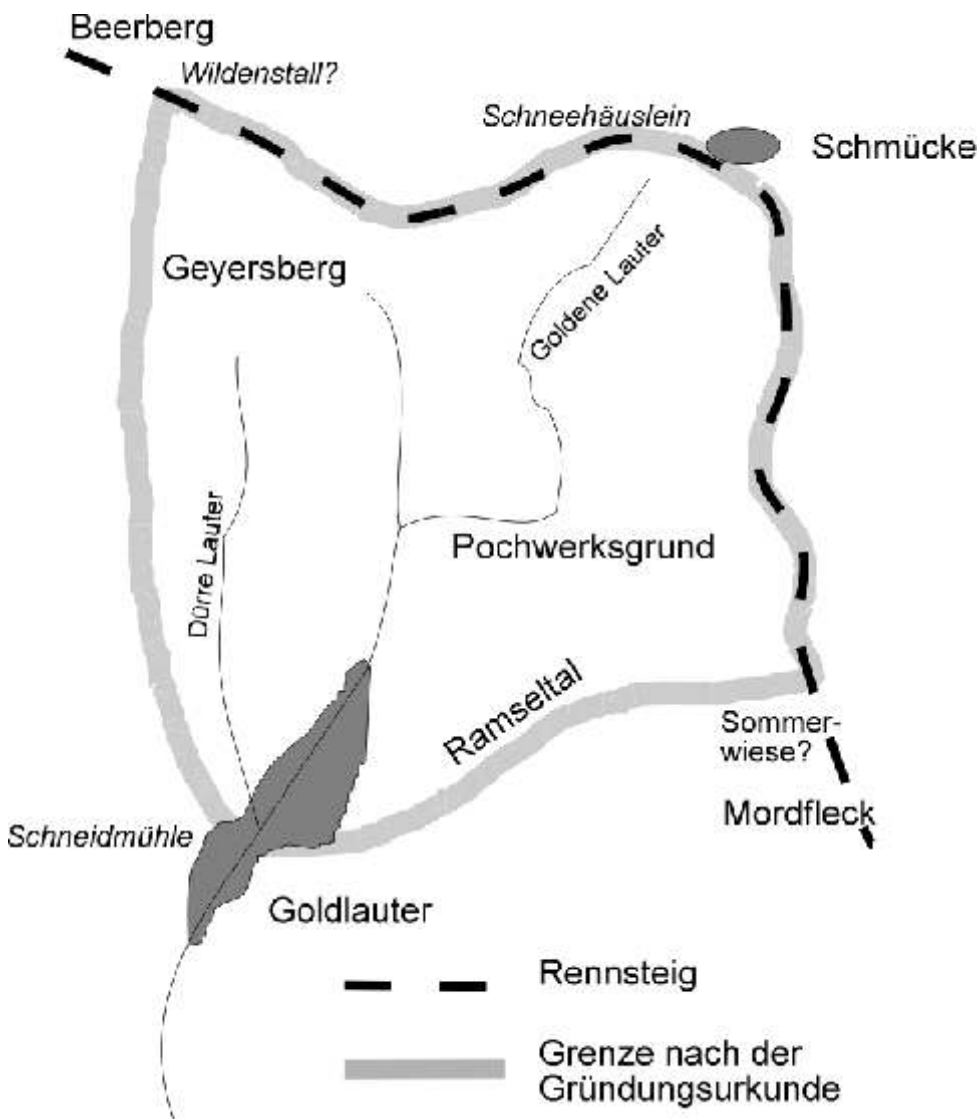 Beerberg
Wildenstall?
Schneehäuslein
Schmücke
Geyersberg
Goldene Lauter
Dürre Lauter
Pochwerksgrund
Ramseltal
Sommer-
wiese?
Mordfleck
Schneidmühle
Goldlauter
Rennsteig
Grenze nach der
Gründungsurkunde